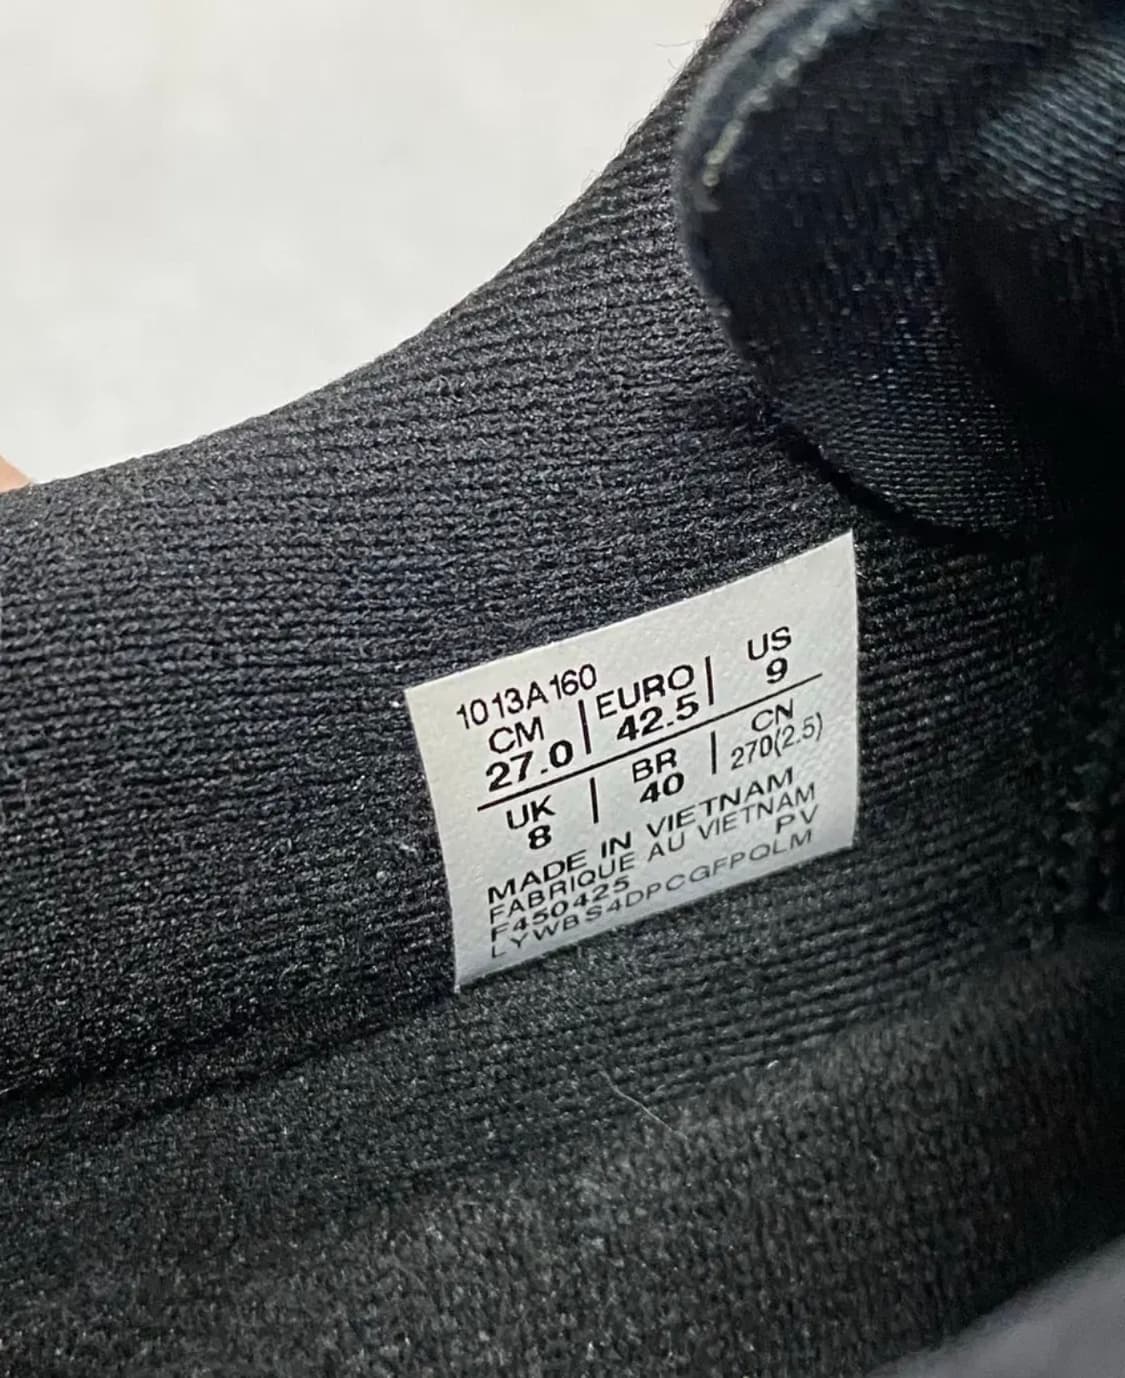 1013A160
CM | EURO | US
27.0 | 42.5 | 9
UK | BR | CN
8 | 40 | 270(2.5)
MADE IN VIETNAM
FABRIQUE AU VIETNAM
F450425 PV
LYWBS4DPCGFPQLM